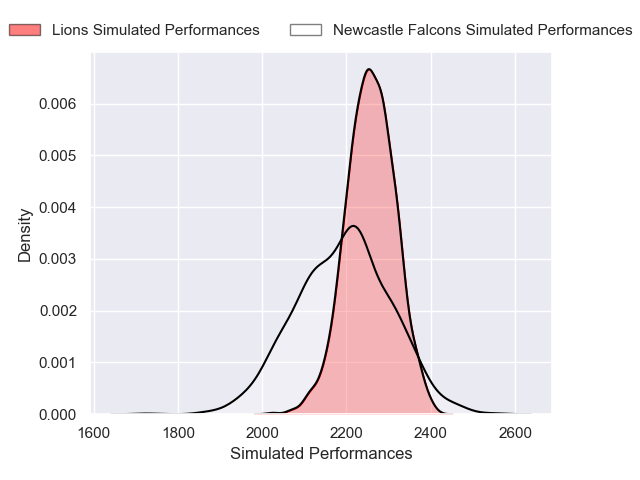 Lions Simulated Performances Newcastle Falcons Simulated Performances
0.006
0.005
0.004
0.003
0.002
0.001
0.000
Density
1600 1800 2000 2200 2400 2600
Simulated Performances